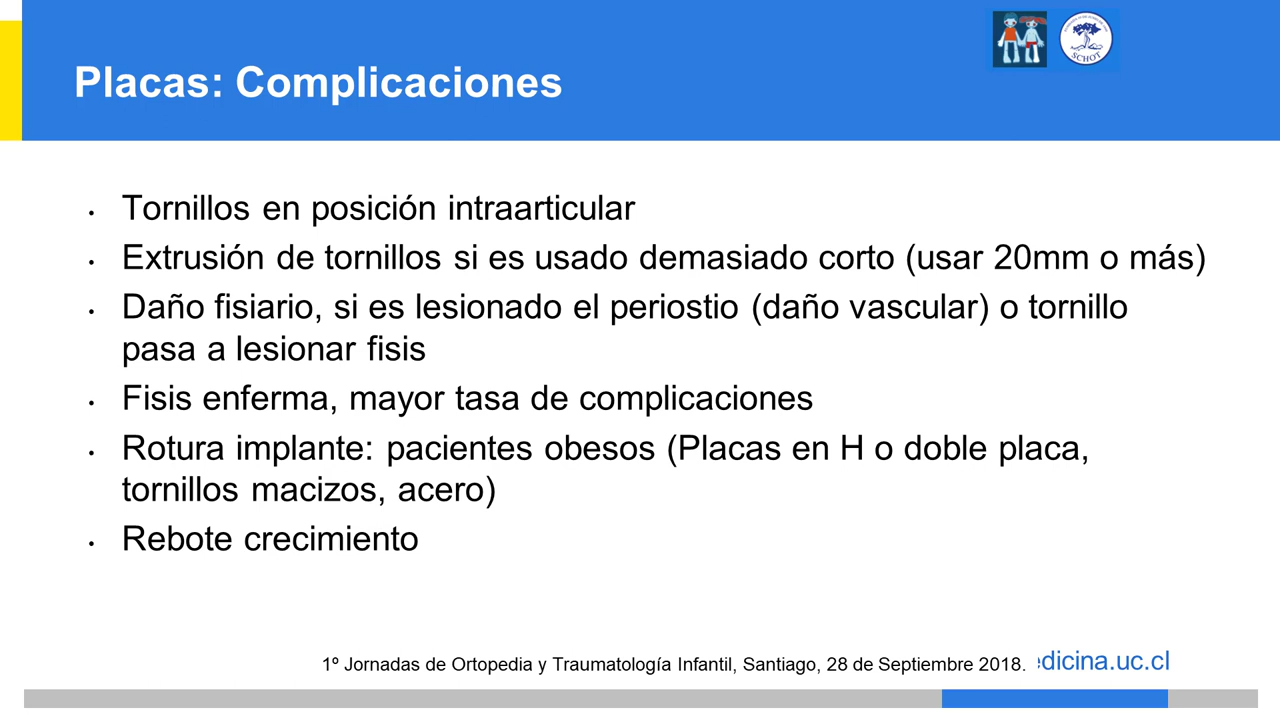 SCHOT
Placas: Complicaciones
• Tornillos en posición intraarticular
• Extrusión de tornillos si es usado demasiado corto (usar 20mm o más)
• Daño fisiario, si es lesionado el periostio (daño vascular) o tornillo
pasa a lesionar fisis
• Fisis enferma, mayor tasa de complicaciones
• Rotura implante: pacientes obesos (Placas en H o doble placa,
tornillos macizos, acero)
• Rebote crecimiento
1º Jornadas de Ortopedia y Traumatología Infantil, Santiago, 28 de Septiembre 2018. edicina.uc.cl